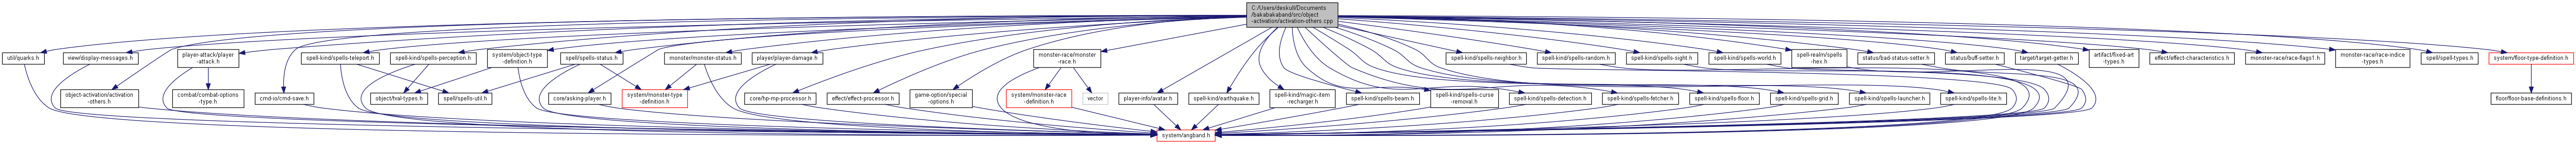 C:/Users/deskull/Documents
/bakabakaband/src/object
-activation/activation-others.cpp
util/quarks.h
view/display-messages.h
player-attack/player
-attack.h
spell-kind/spells-teleport.h
spell-kind/spells-perception.h
system/object-type
-definition.h
spell/spells-status.h
monster/monster-status.h
player/player-damage.h
monster-race/monster
-race.h
spell-kind/spells-neighbor.h
spell-kind/spells-random.h
spell-kind/spells-sight.h
spell-kind/spells-world.h
spell-realm/spells
-hex.h
status/bad-status-setter.h
status/buff-setter.h
target/target-getter.h
artifact/fixed-art
-types.h
effect/effect-characteristics.h
monster-race/race-flags1.h
monster-race/race-indice
-types.h
spell/spell-types.h
system/floor-type-definition.h
object-activation/activation
-others.h
combat/combat-options
-type.h
cmd-io/cmd-save.h
object/tval-types.h
spell/spells-util.h
core/asking-player.h
system/monster-type
-definition.h
core/hp-mp-processor.h
effect/effect-processor.h
game-option/special
-options.h
system/monster-race
-definition.h
vector
player-info/avatar.h
spell-kind/earthquake.h
spell-kind/magic-item
-recharger.h
spell-kind/spells-beam.h
spell-kind/spells-curse
-removal.h
spell-kind/spells-detection.h
spell-kind/spells-fetcher.h
spell-kind/spells-floor.h
spell-kind/spells-grid.h
spell-kind/spells-launcher.h
spell-kind/spells-lite.h
floor/floor-base-definitions.h
system/angband.h